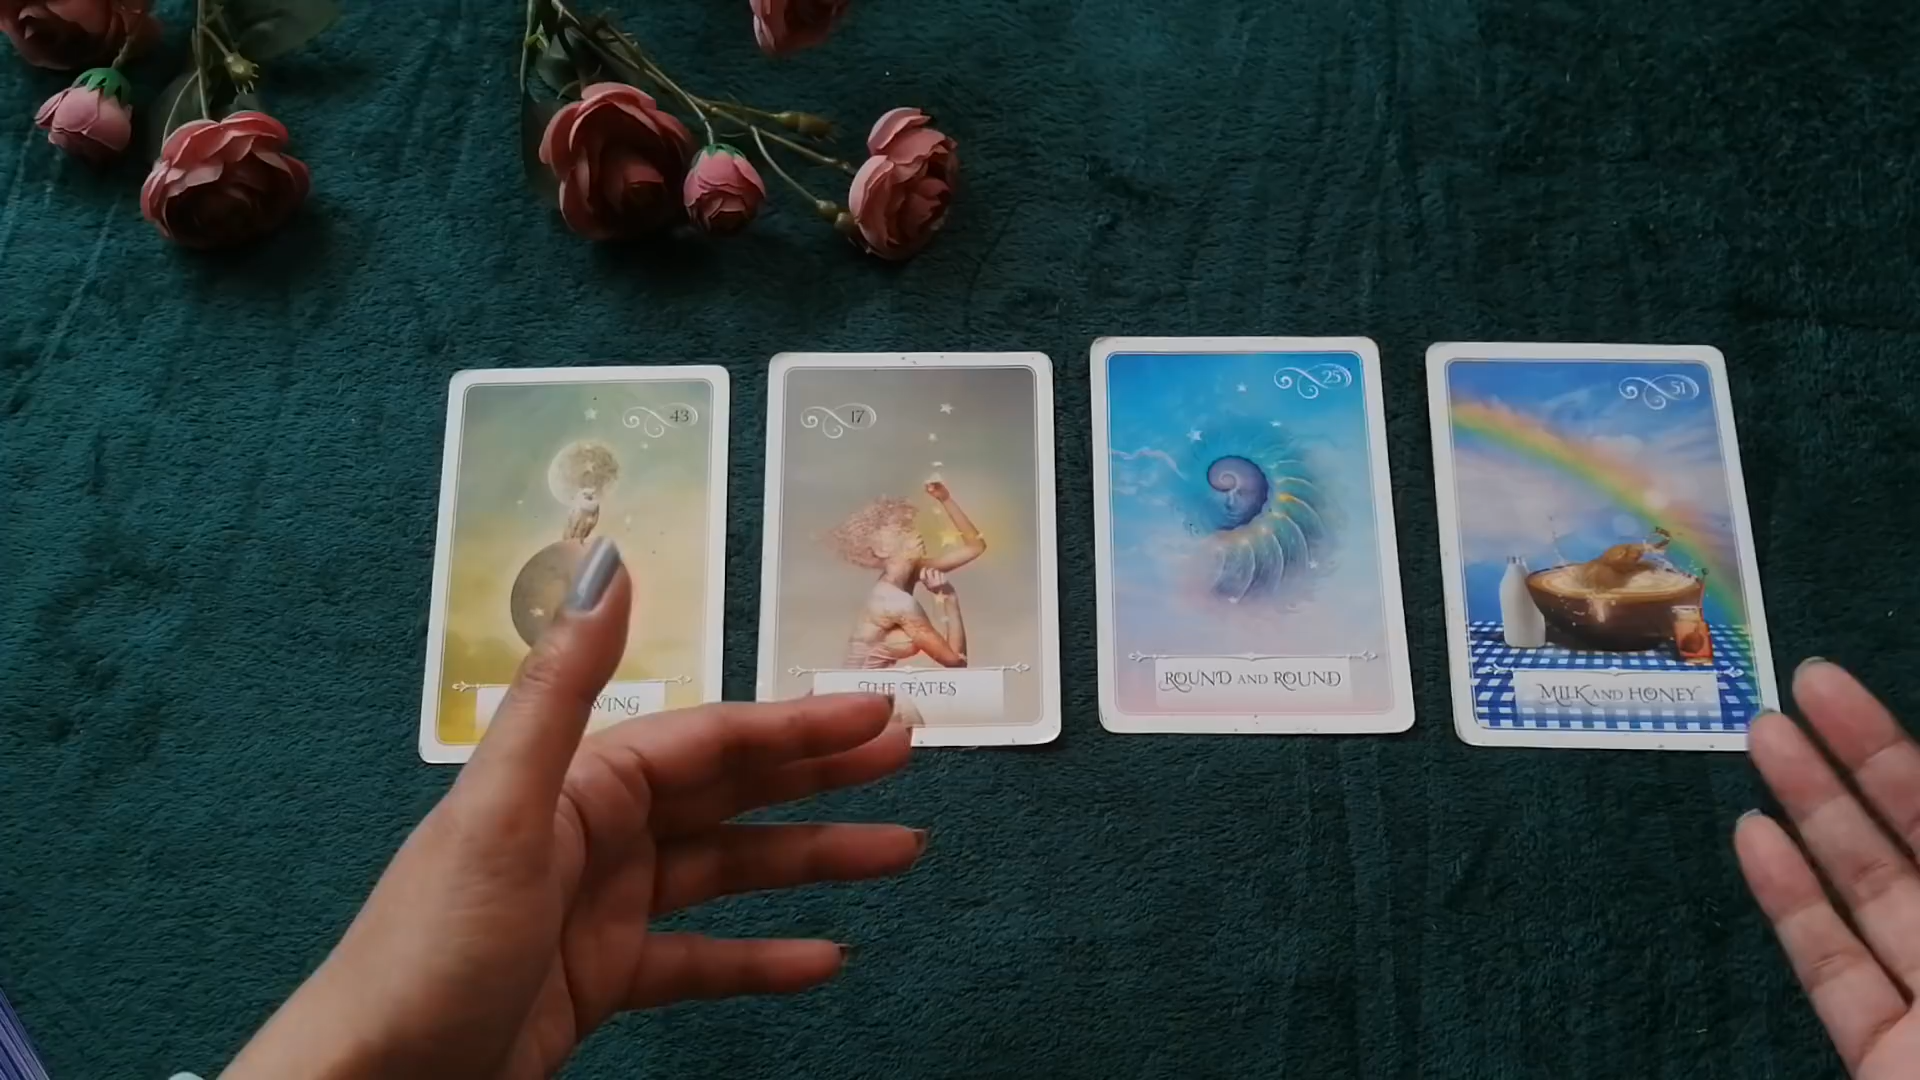 43
17
25
51
THE FATES
ROUND AND ROUND
MILK AND HONEY